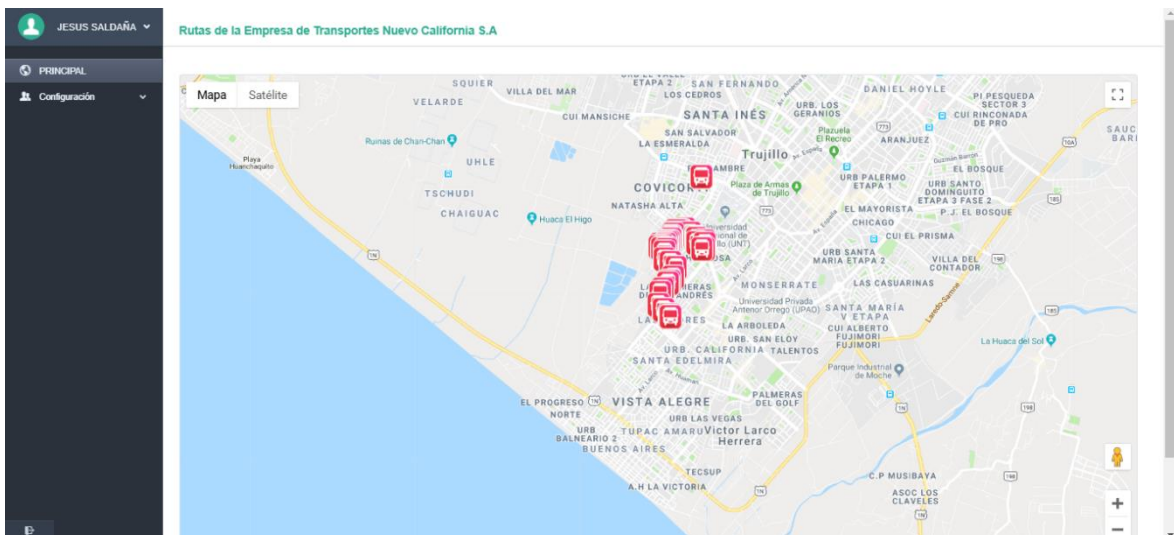 JESUS SALDAÑA
Rutas de la Empresa de Transportes Nuevo California S.A
PRINCIPAL
Configuración
Mapa
Satélite
SQUIER
VELARDE
VILLA DEL MAR
ETAPA 2
SAN FERNANDO
LOS CEDROS
DANIEL HOYLE
PI PESQUEDA
SECTOR 3
CUI MANSICHE
SANTA INÉS
URB. LOS
GERANIOS
CUI RINCONADA
DE PRO
SAN SALVADOR
LA ESMERALDA
Plazuela
El Recreo
ARANJUEZ
Ruinas de Chan-Chan
Trujillo
Av. España
Playa
Huanchaquito
UHLE
EL BOSQUE
TSCHUDI
COVICOR
Plaza de Armas
de Trujillo
URB PALERMO
ETAPA 1
URB SANTO
DOMINGUITO
ETAPA 3 FASE 2
CHAIGUAC
NATASHA ALTA
EL MAYORISTA
P.J. EL BOSQUE
Huaca El Higo
CHICAGO
CUI EL PRISMA
URB SANTA
MARIA ETAPA 2
VILLA DEL
CONTADOR
MONSERRATE
LAS CASUARINAS
Universidad Privada
Antenor Orrego (UPAO)
SANTA MARÍA
V ETAPA
LA ARBOLEDA
CUI ALBERTO
FUJIMORI
FUJIMORI
URB. SAN ELOY
La Huaca del Sol
URB. CALIFORNIA
TALENTOS
SANTA EDELMIRA
Parque Industrial
de Moche
EL PROGRESO
NORTE
VISTA ALEGRE
PALMERAS
DEL GOLF
URB LAS VEGAS
URB
BALNEARIO 2
TUPAC AMARU
Victor Larco
Herrera
BUENOS AIRES
TECSUP
A.H LA VICTORIA
C.P MUSIBAYA
ASOC LOS
CLAVELES